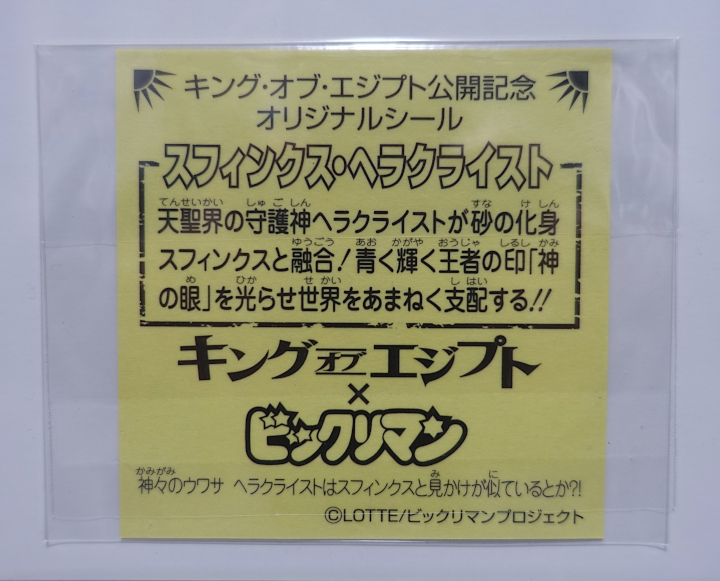 キング・オブ・エジプト公開記念
オリジナルシール
スフィンクス・ヘラクライスト
てんせいかい しゅごしん すな けしん
天聖界の守護神ヘラクライストが砂の化身
ゆうごう あお かがや おうじゃ しるし かみ
スフィンクスと融合!青く輝く王者の印「神
め ひか せかい しはい
の眼」を光らせ世界をあまねく支配する!!
キングオブエジプト
×
ビックリマン
かみがみ み に
神々のウワサ ヘラクライストはスフィンクスと見かけが似ているとか?!
©LOTTE/ビックリマンプロジェクト